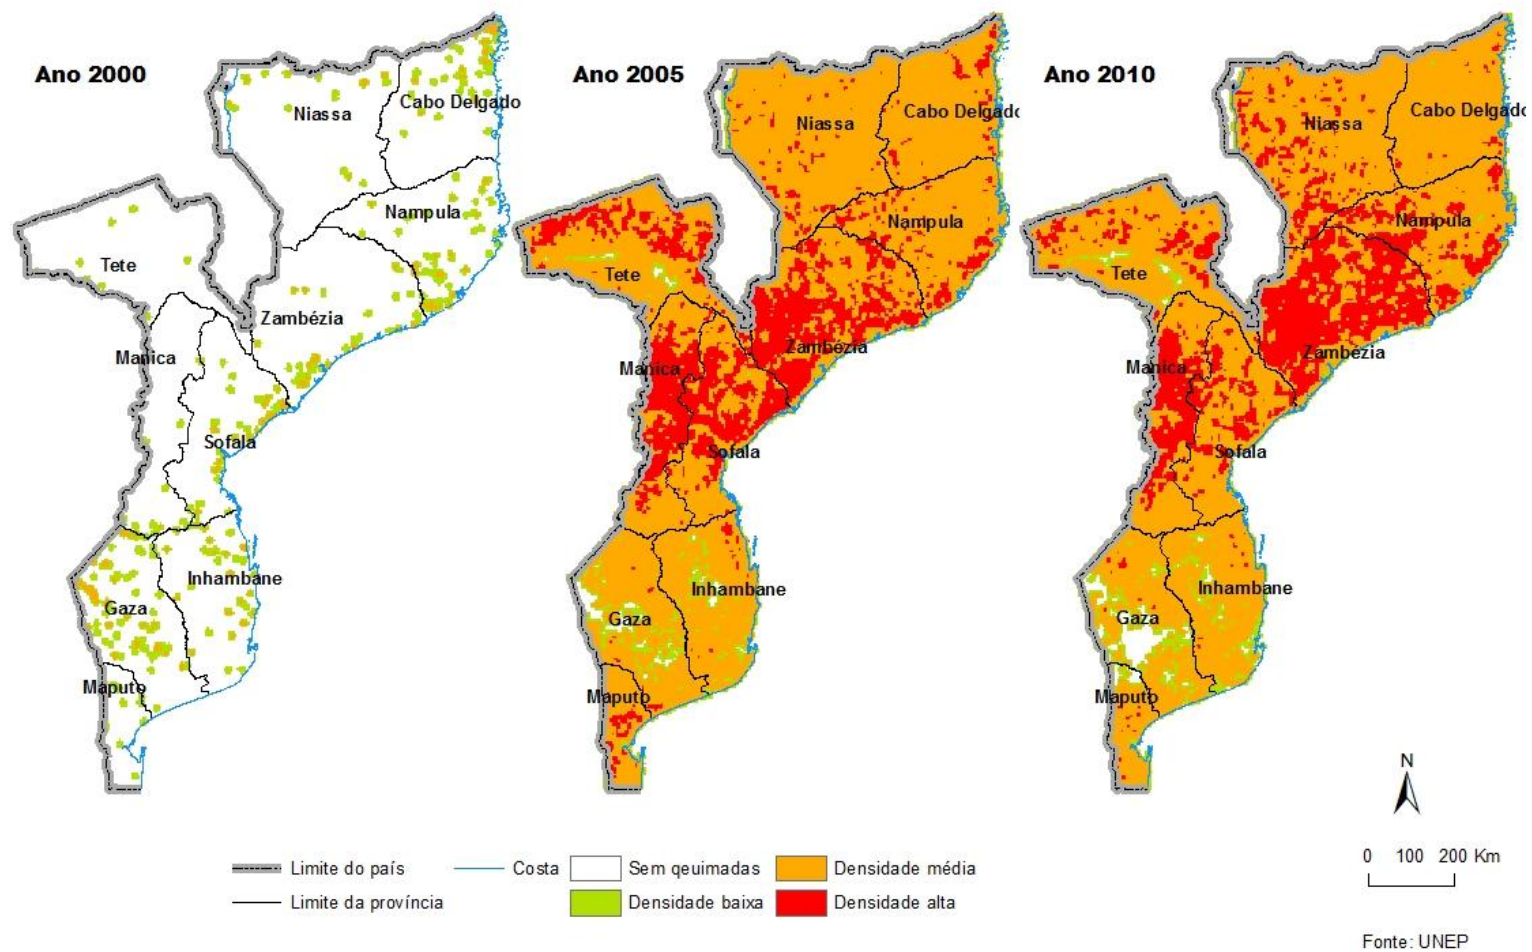 Ano 2000
Ano 2005
Ano 2010
Niassa
Cabo Delgado
Nampula
Tete
Zambézia
Manica
Sofala
Inhambane
Gaza
Maputo
Niassa
Cabo Delgado
Nampula
Tete
Zambézia
Manica
Sofala
Inhambane
Gaza
Maputo
Niassa
Cabo Delgado
Nampula
Tete
Zambézia
Manica
Sofala
Inhambane
Gaza
Maputo
N
0 100 200 Km
Limite do país
Costa
Sem qeuimadas
Densidade média
Limite da província
Densidade baixa
Densidade alta
Fonte: UNEP